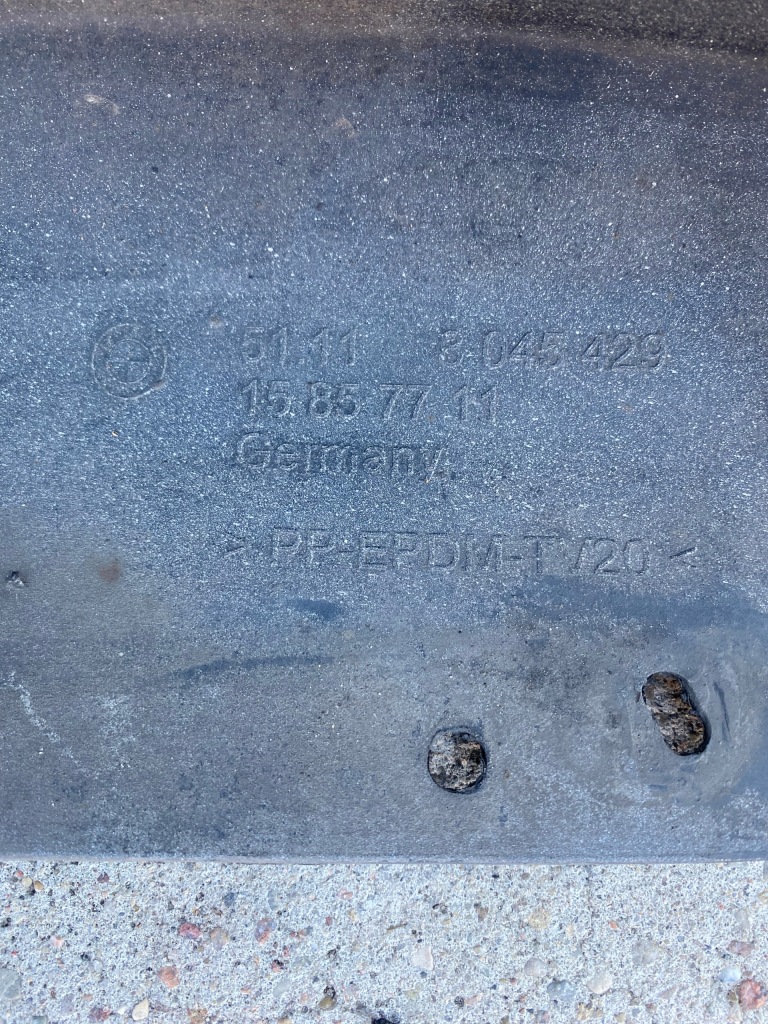 51.11 8 045 429
15 85 77 11
Germany
> PP-EPDM-TV20 <